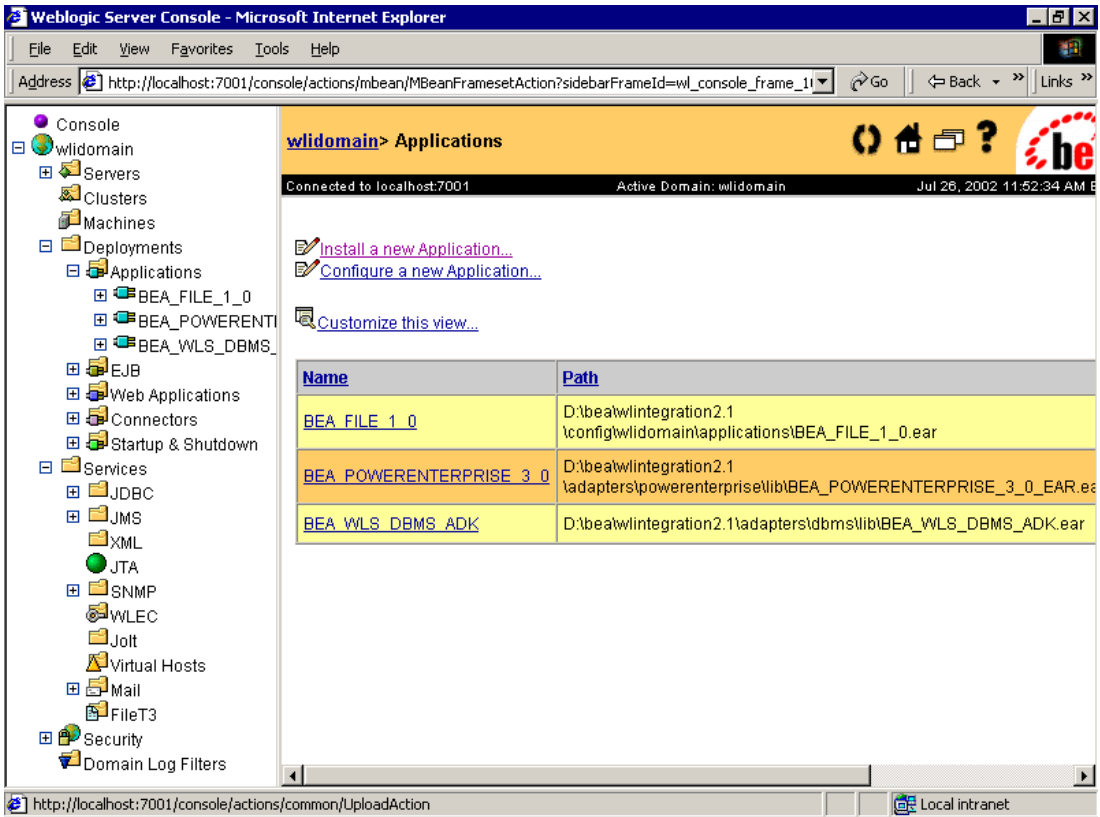 Weblogic Server Console - Microsoft Internet Explorer
File Edit View Favorites Tools Help
Address http://localhost:7001/console/actions/mbean/MBeanFramesetAction?sidebarFrameId=wl_console_frame_1 Go Back » Links »
Console
wlidomain
Servers
Clusters
Machines
Deployments
Applications
BEA_FILE_1_0
BEA_POWERENT
BEA_WLS_DBMS_
EJB
Web Applications
Connectors
Startup & Shutdown
Services
JDBC
JMS
XML
JTA
SNMP
WLEC
Jolt
Virtual Hosts
Mail
FileT3
Security
Domain Log Filters
wlidomain> Applications
? be
Connected to localhost:7001 Active Domain: wlidomain Jul 26, 2002 11:52:34 AM E
Install a new Application...
Configure a new Application...
Customize this view...
Name Path
BEA_FILE_1_0 D:\bea\wlintegration2.1
\config\wlidomain\applications\BEA_FILE_1_0.ear
BEA_POWERENTERPRISE_3_0 D:\bea\wlintegration2.1
\adapters\powerenterprise\lib\BEA_POWERENTERPRISE_3_0_EAR.ea
BEA_WLS_DBMS_ADK D:\bea\wlintegration2.1\adapters\dbms\lib\BEA_WLS_DBMS_ADK.ear
http://localhost:7001/console/actions/common/UploadAction Local intranet